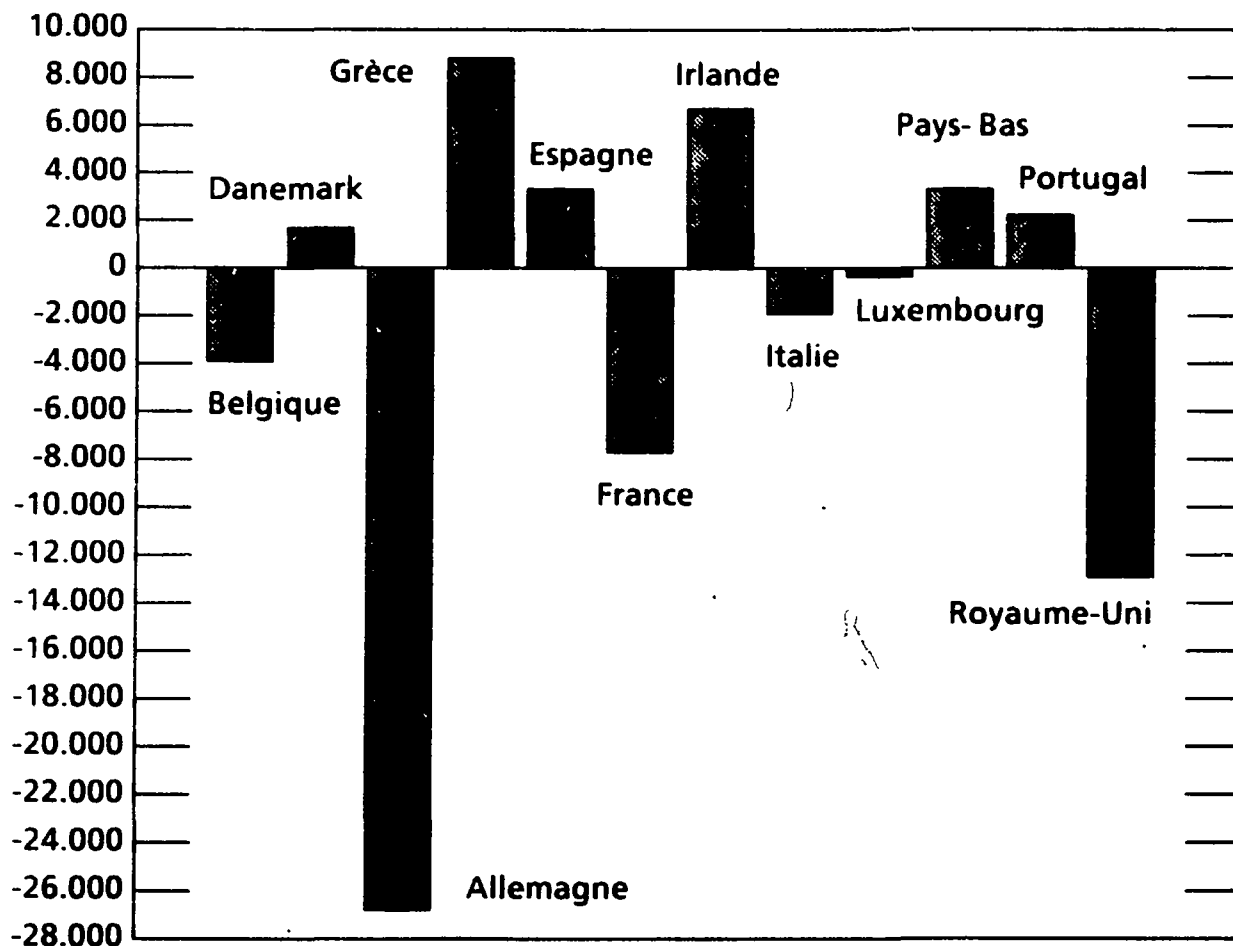 10.000
8.000
6.000
4.000
2.000
0
-2.000
-4.000
-6.000
-8.000
-10.000
-12.000
-14.000
-16.000
-18.000
-20.000
-22.000
-24.000
-26.000
-28.000
Grèce
Irlande
Pays- Bas
Espagne
Portugal
Danemark
Luxembourg
Italie
Belgique
France
Royaume-Uni
Allemagne